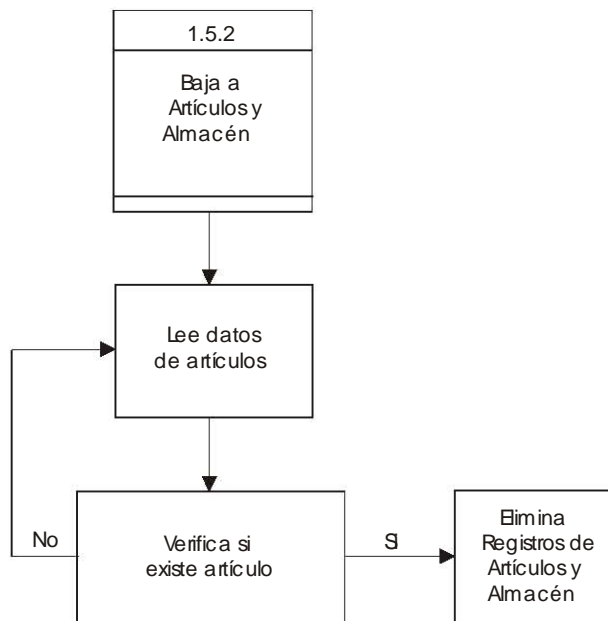 1.5.2
Baja a
Artículos y
Almacén
Lee datos
de artículos
No
Verifica si
existe artículo
Si
Elimina
Registros de
Artículos y
Almacén